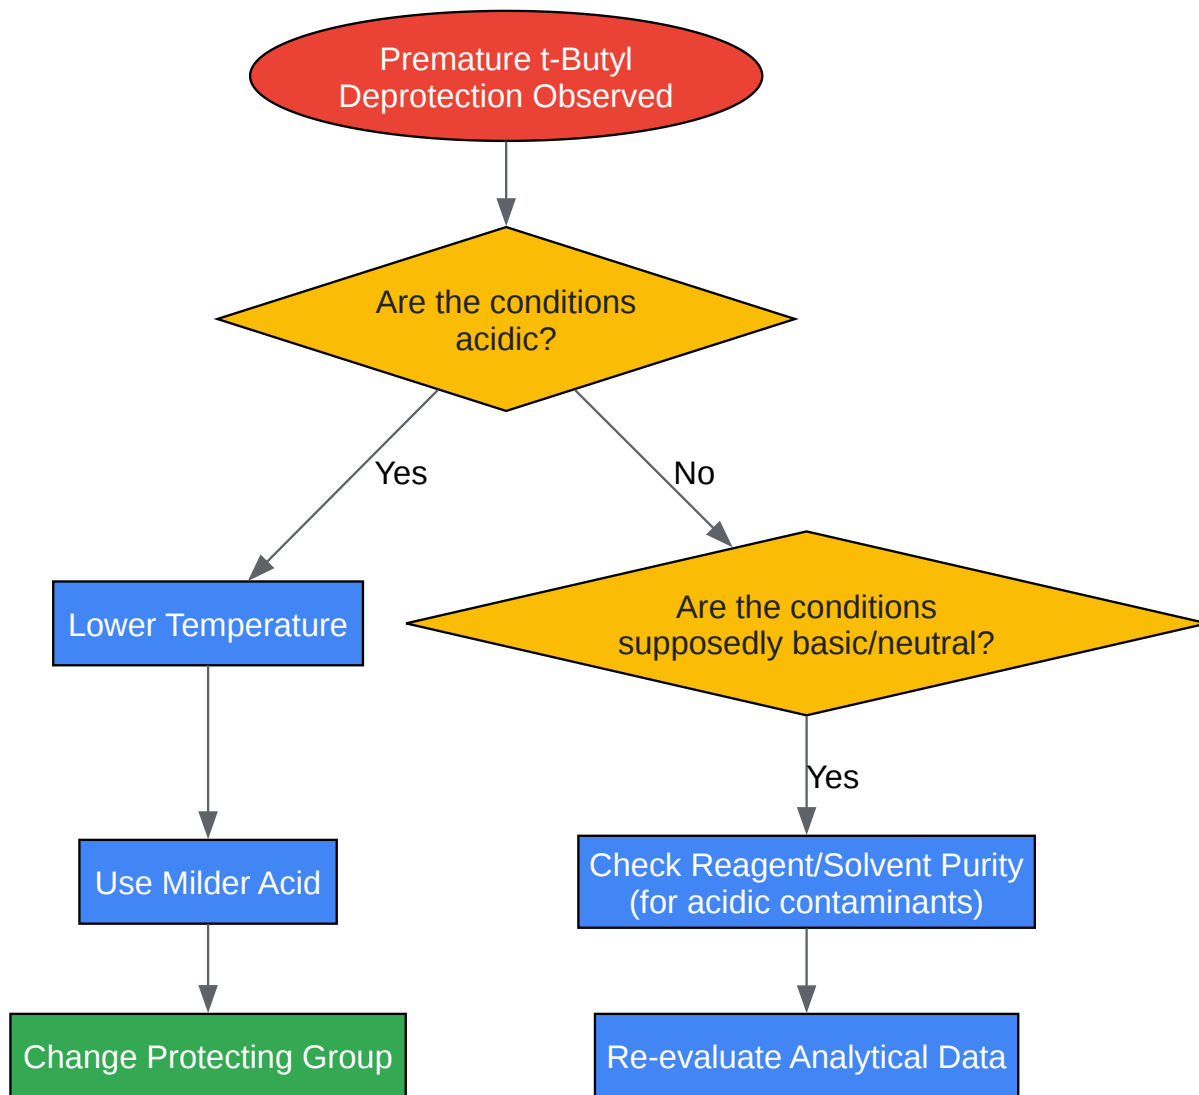 Premature t-Butyl
Deprotection Observed
Are the conditions
acidic?
Yes
No
Lower Temperature
Are the conditions
supposedly basic/neutral?
Yes
Use Milder Acid
Check Reagent/Solvent Purity
(for acidic contaminants)
Change Protecting Group
Re-evaluate Analytical Data